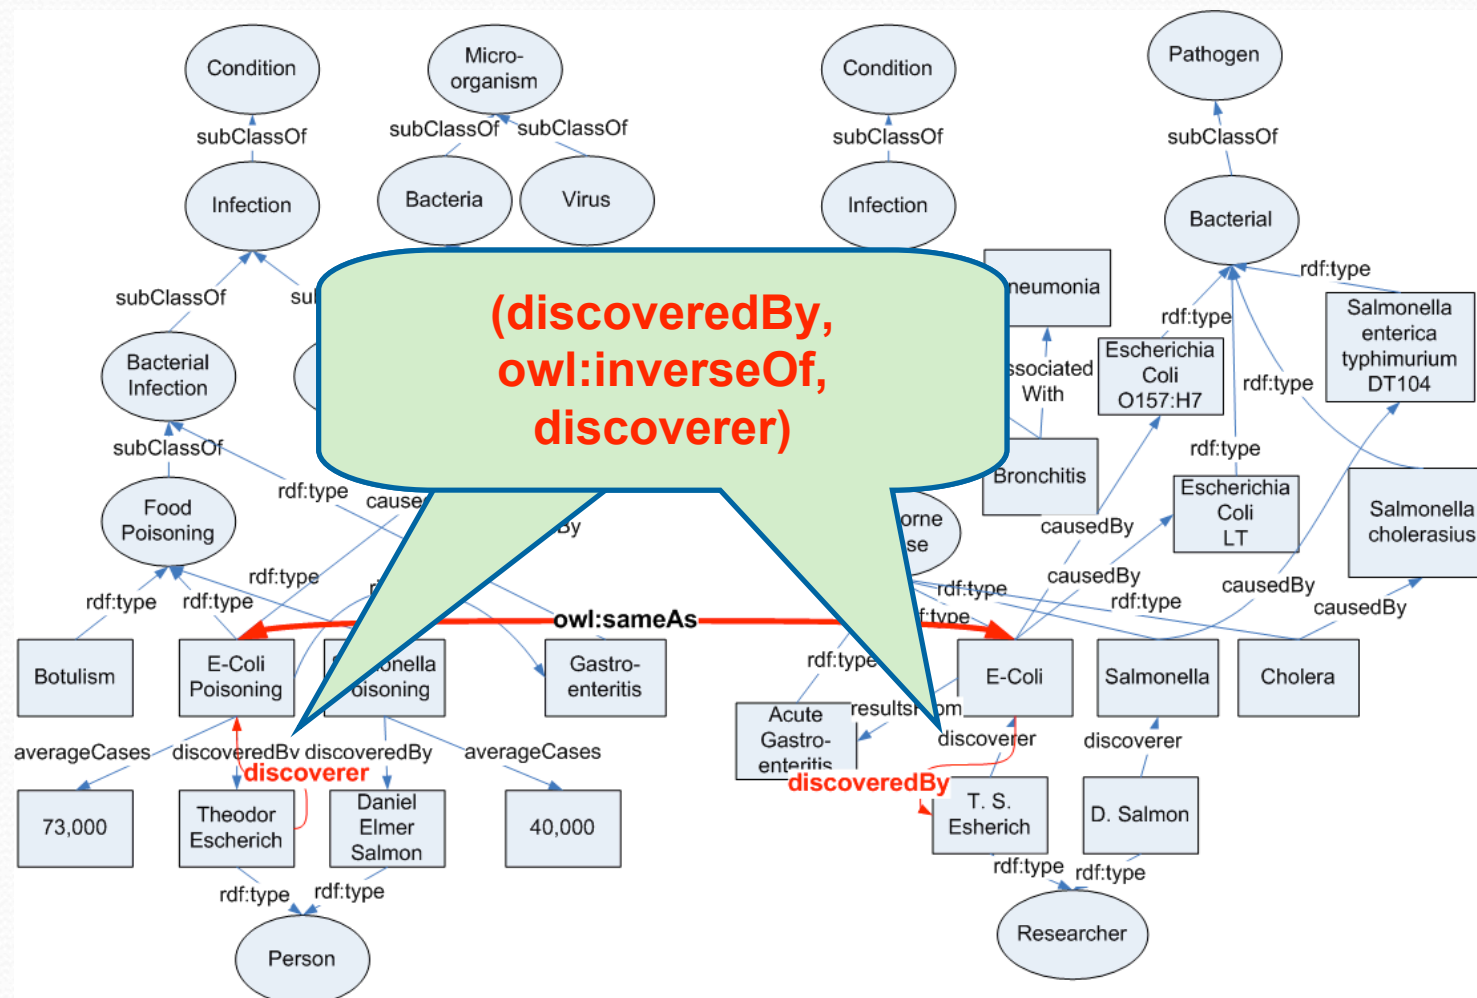 Condition
Micro-
organism
Condition
Pathogen
subClassOf
subClassOf
subClassOf
subClassOf
subClassOf
Infection
Bacteria
Virus
Infection
Bacterial
rdf:type
subClassOf
(discoveredBy,
owl:inverseOf,
discoverer)
rdf:type
Salmonella
enterica
typhimurium
DT104
Bacterial
Infection
With
Escherichia
Coli
O157:H7
rdf:type
subClassOf
rdf:type
rdf:type
Bronchitis
Food
Poisoning
causedBy
Escherichia
Coli
LT
Salmonella
cholerasius
rdf:type
causedBy
rdf:type
causedBy
rdf:type
rdf:type
rdf:type
causedBy
owl:sameAs
Botulism
E-Coli
Poisoning
Gastro-
enteritis
rdf:type
E-Coli
Salmonella
Cholera
Acute
Gastro-
enteritis
averageCases
discoveredBy
discoveredBy
averageCases
discoverer
discoverer
discoverer
discoveredBy
73,000
Theodor
Escherich
Daniel
Elmer
Salmon
40,000
T. S.
Esherich
D. Salmon
rdf:type
rdf:type
rdf:type
rdf:type
Person
Researcher